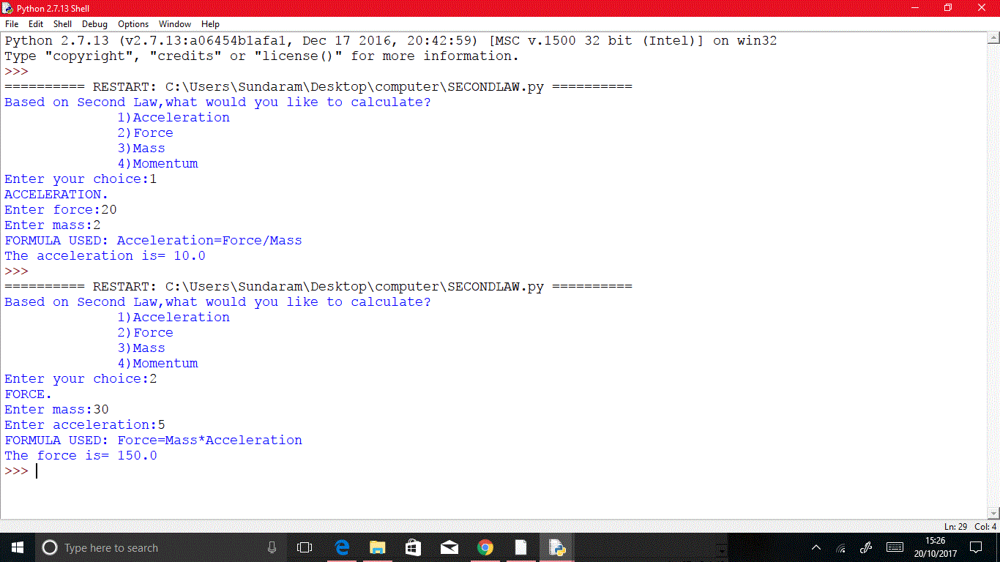 Python 2.7.13 Shell
File Edit Shell Debug Options Window Help
Python 2.7.13 (v2.7.13:a06454b1afa1, Dec 17 2016, 20:42:59) [MSC v.1500 32 bit (Intel)] on win32
Type "copyright", "credits" or "license()" for more information.
>>>
========== RESTART: C:\Users\Sundaram\Desktop\computer\SECONDLAW.py ==========
Based on Second Law,what would you like to calculate?
1)Acceleration
2)Force
3)Mass
4)Momentum
Enter your choice:1
ACCELERATION.
Enter force:20
Enter mass:2
FORMULA USED: Acceleration=Force/Mass
The acceleration is= 10.0
>>>
========== RESTART: C:\Users\Sundaram\Desktop\computer\SECONDLAW.py ==========
Based on Second Law,what would you like to calculate?
1)Acceleration
2)Force
3)Mass
4)Momentum
Enter your choice:2
FORCE.
Enter mass:30
Enter acceleration:5
FORMULA USED: Force=Mass*Acceleration
The force is= 150.0
>>>
Ln: 29 Col: 4
Type here to search
15:26
20/10/2017